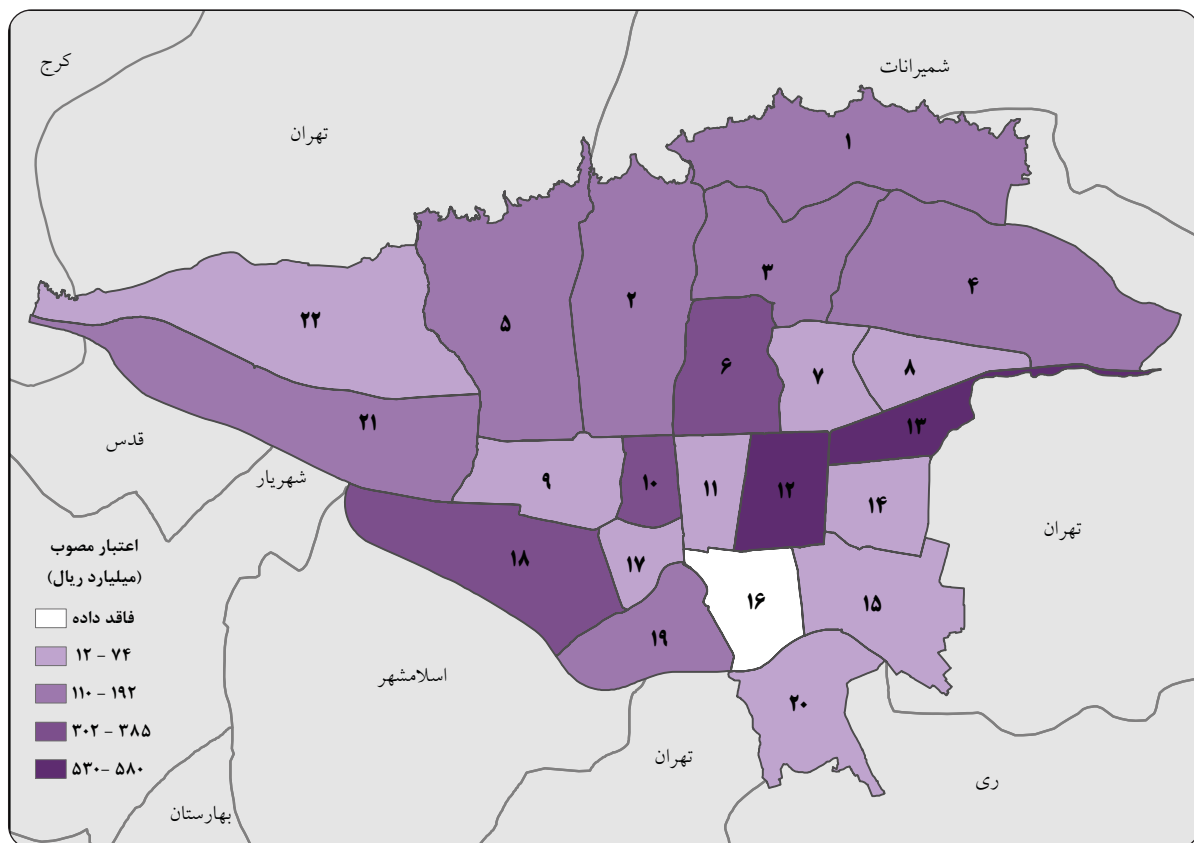 کرج
شمیرانات
تهران
۱
۳
۴
۲
۵
۲۲
۶
۷
۸
۲۱
۱۳
قدس
شهریار
۹
۱۰
۱۱
۱۲
۱۴
تهران
۱۸
۱۷
۱۶
۱۵
۱۹
اسلامشهر
۲۰
تهران
ری
بهارستان
اعتبار مصوب
(میلیارد ریال)
فاقد داده
۱۲ - ۷۴
۱۱۰ - ۱۹۲
۳۰۲ - ۳۸۵
۵۳۰- ۵۸۰